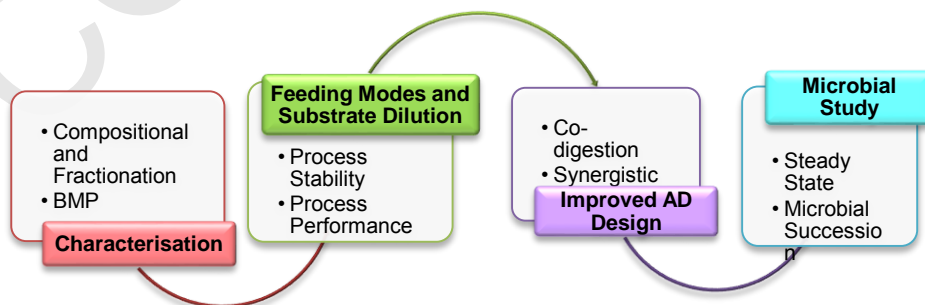 • Compositional
and
Fractionation
• BMP
Characterisation
Feeding Modes and
Substrate Dilution
• Process
Stability
• Process
Performance
• Co-
digestion
• Synergistic
Improved AD
Design
Microbial
Study
• Steady
State
• Microbial
Successio
n